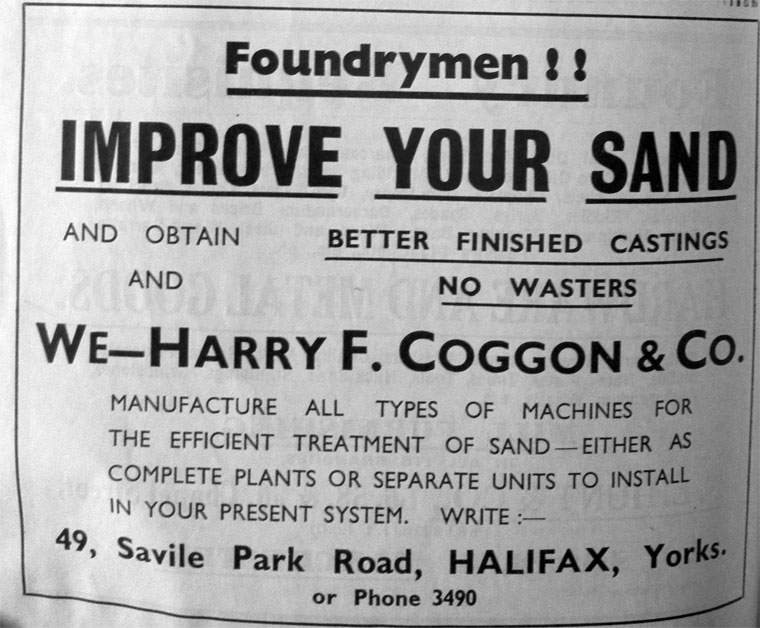 Foundrymen ! !
IMPROVE YOUR SAND
AND OBTAIN BETTER FINISHED CASTINGS
AND NO WASTERS
WE—HARRY F. COGGON & CO.
MANUFACTURE ALL TYPES OF MACHINES FOR
THE EFFICIENT TREATMENT OF SAND—EITHER AS
COMPLETE PLANTS OR SEPARATE UNITS TO INSTALL
IN YOUR PRESENT SYSTEM. WRITE :—
49, Savile Park Road, HALIFAX, Yorks.
or Phone 3490